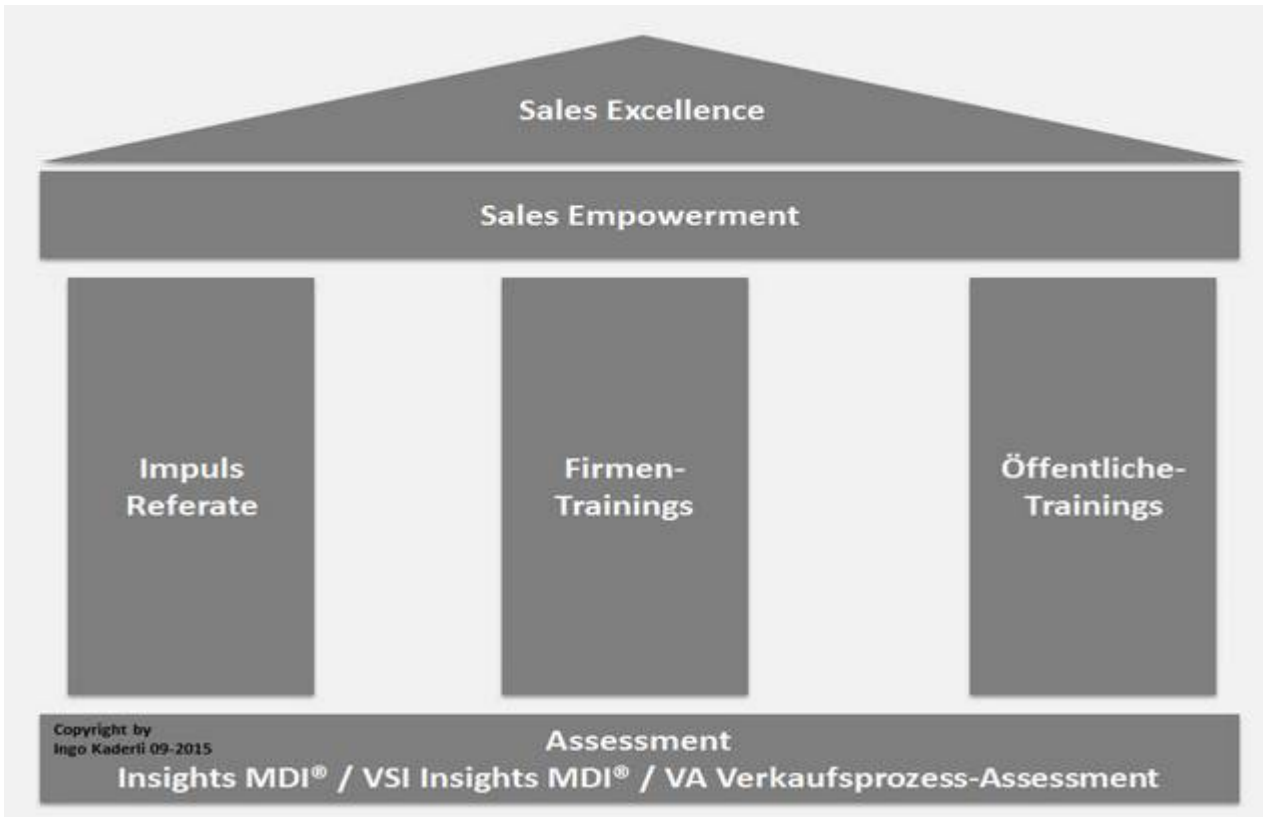 Sales Excellence
Sales Empowerment
Impuls
Referate
Firmen-
Trainings
Öffentliche-
Trainings
Copyright by
Ingo Kaderli 09-2015
Assessment
Insights MDI® / VSI Insights MDI® / VA Verkaufsprozess-Assessment